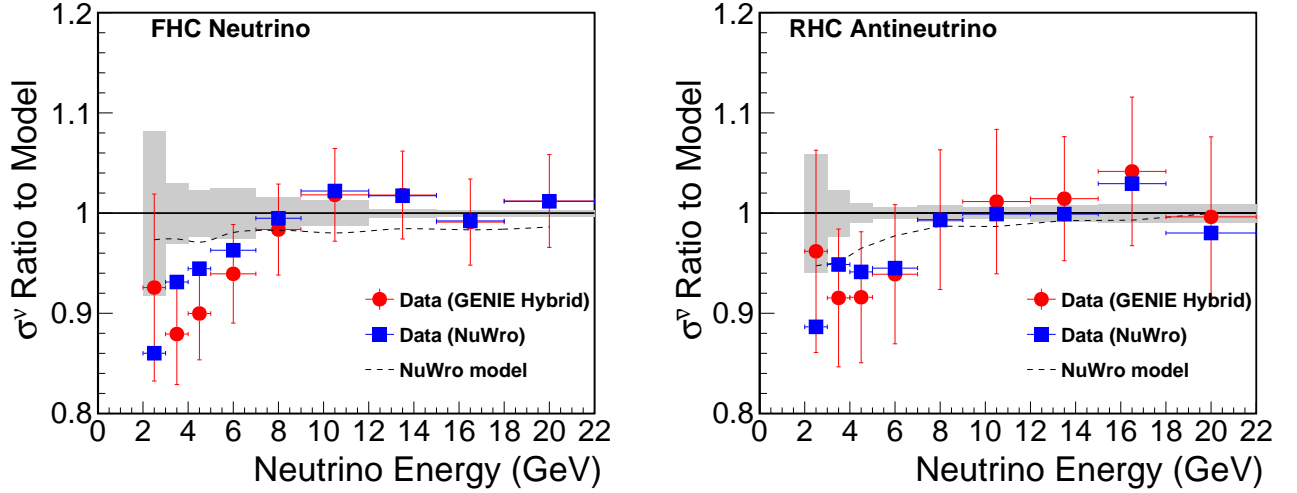 FHC Neutrino
σν Ratio to Model
1.2
1.1
1
0.9
0.8
Data (GENIE Hybrid)
Data (NuWro)
NuWro model
0 2 4 6 8 10 12 14 16 18 20 22
Neutrino Energy (GeV)
RHC Antineutrino
σν̄ Ratio to Model
1.2
1.1
1
0.9
0.8
Data (GENIE Hybrid)
Data (NuWro)
NuWro model
0 2 4 6 8 10 12 14 16 18 20 22
Neutrino Energy (GeV)